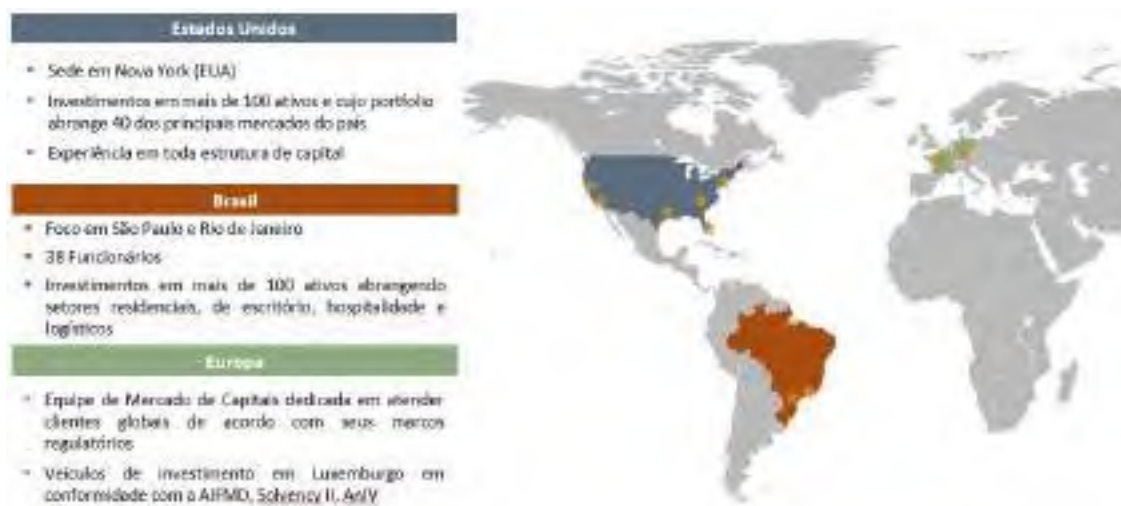 Estados Unidos
Sede em Nova York (EUA)
Investimentos em mais de 100 ativos e cujo portfolio
abrange 40 dos principais mercados do país
Experiência em toda estrutura de capital
Brasil
Foco em São Paulo e Rio de Janeiro
38 Funcionários
Investimentos em mais de 100 ativos abrangendo
setores residenciais, de escritório, hospitalidade e
logísticos
Europa
Equipe de Mercado de Capitais dedicada em atender
clientes globais de acordo com seus marcos
regulatórios
Veículos de investimento em Luxemburgo em
conformidade com a AIFMD, Solvency II, AnlV